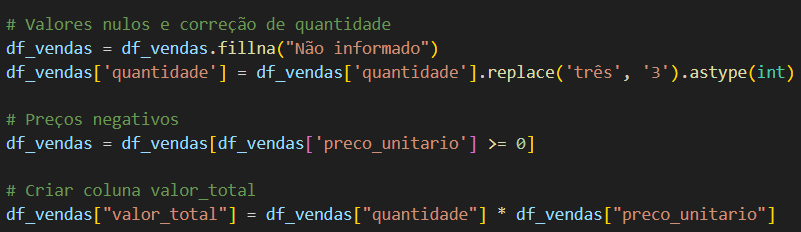 # Valores nulos e correção de quantidade
df_vendas = df_vendas.fillna("Não informado")
df_vendas['quantidade'] = df_vendas['quantidade'].replace('três', '3').astype(int)
# Preços negativos
df_vendas = df_vendas[df_vendas['preco_unitario'] >= 0]
# Criar coluna valor_total
df_vendas["valor_total"] = df_vendas["quantidade"] * df_vendas["preco_unitario"]